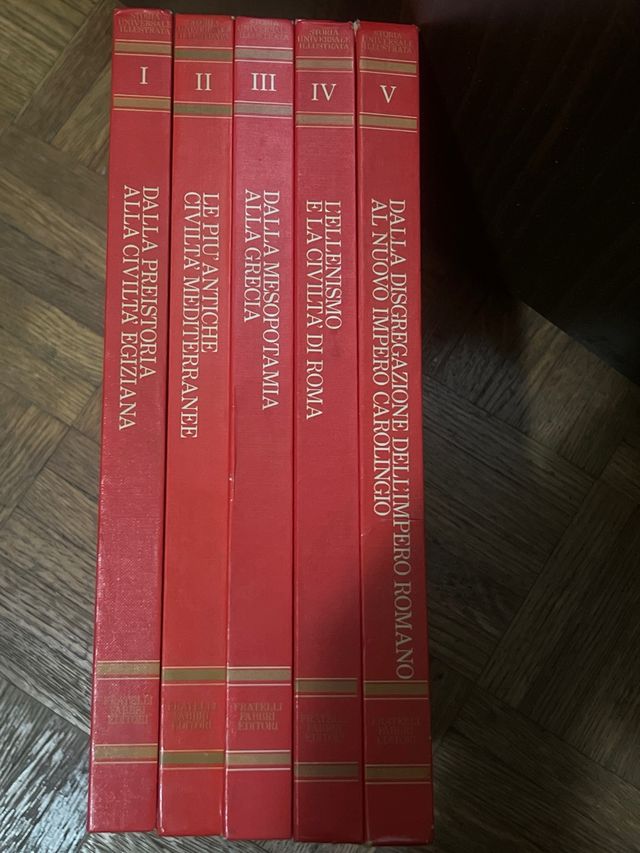 STORIA
UNIVERSALE
ILLUSTRATA
I
DALLA PREISTORIA
ALLA CIVILTA' EGIZIANA
FRATELLI
FABBRI
EDITORI
STORIA
UNIVERSALE
ILLUSTRATA
II
LE PIU' ANTICHE
CIVILTA' MEDITERRANEE
FRATELLI
FABBRI
EDITORI
STORIA
UNIVERSALE
ILLUSTRATA
III
DALLA MESOPOTAMIA
ALLA GRECIA
FRATELLI
FABBRI
EDITORI
STORIA
UNIVERSALE
ILLUSTRATA
IV
L'ELLENISMO
E LA CIVILTA' DI ROMA
FRATELLI
FABBRI
EDITORI
STORIA
UNIVERSALE
ILLUSTRATA
V
DALLA DISGREGAZIONE DELL'IMPERO ROMANO
AL NUOVO IMPERO CAROLINGIO
FRATELLI
FABBRI
EDITORI